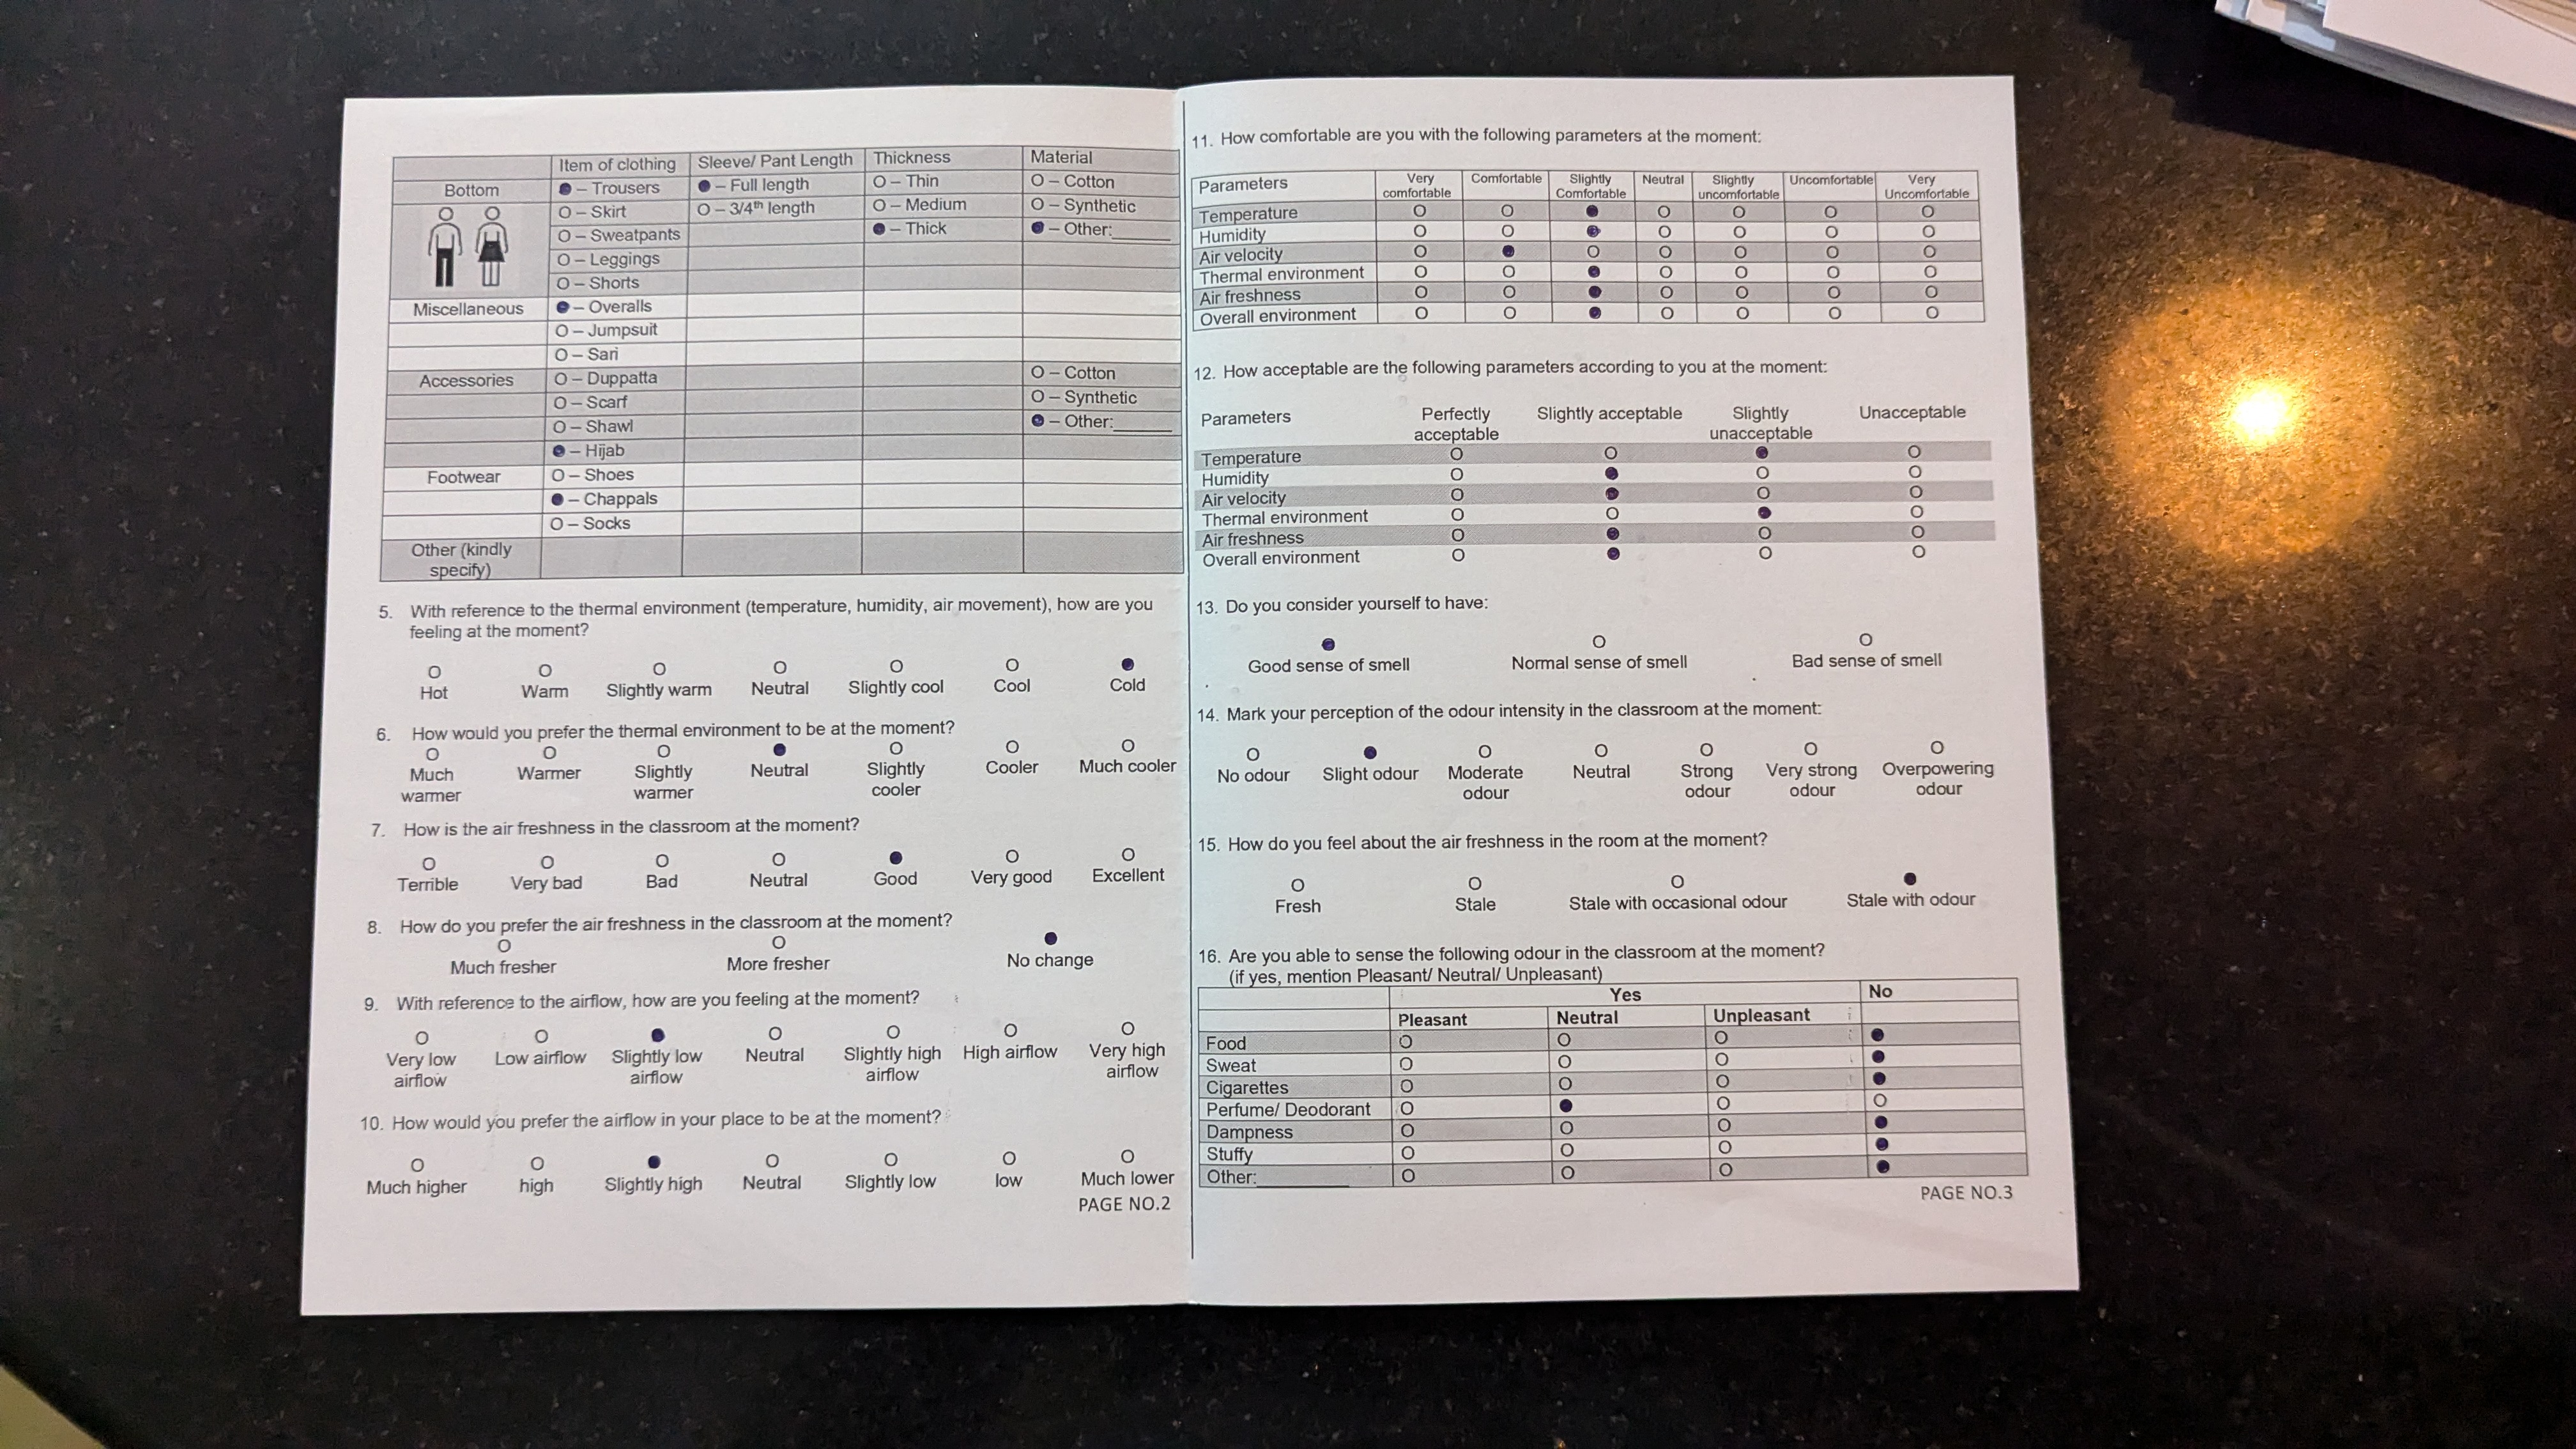 Item of clothing Sleeve/ Pant Length Thickness Material
Bottom ● – Trousers ● – Full length O – Thin O – Cotton
O – Skirt O – 3/4th length O – Medium O – Synthetic
O – Sweatpants ● – Thick ● – Other:______
O – Leggings
O – Shorts
Miscellaneous ● – Overalls
O – Jumpsuit
O – Sari
Accessories O – Duppatta O – Cotton
O – Scarf O – Synthetic
O – Shawl ● – Other:______
● – Hijab
Footwear O – Shoes
● – Chappals
O – Socks
Other (kindly
specify)
5. With reference to the thermal environment (temperature, humidity, air movement), how are you
feeling at the moment?
O O O O O O ●
Hot Warm Slightly warm Neutral Slightly cool Cool Cold
6. How would you prefer the thermal environment to be at the moment?
O O O ● O O O
Much Warmer Slightly Neutral Slightly Cooler Much cooler
warmer warmer cooler
7. How is the air freshness in the classroom at the moment?
O O O O ● O O
Terrible Very bad Bad Neutral Good Very good Excellent
8. How do you prefer the air freshness in the classroom at the moment?
O O ●
Much fresher More fresher No change
9. With reference to the airflow, how are you feeling at the moment?
O O ● O O O O
Very low Low airflow Slightly low Neutral Slightly high High airflow Very high
airflow airflow airflow airflow
10. How would you prefer the airflow in your place to be at the moment?
O O ● O O O O
Much higher high Slightly high Neutral Slightly low low Much lower
PAGE NO.2
11. How comfortable are you with the following parameters at the moment:
Parameters Very Comfortable Slightly Neutral Slightly Uncomfortable Very
comfortable Comfortable uncomfortable Uncomfortable
Temperature O O ● O O O O
Humidity O O ● O O O O
Air velocity O ● O O O O O
Thermal environment O O ● O O O O
Air freshness O O ● O O O O
Overall environment O O ● O O O O
12. How acceptable are the following parameters according to you at the moment:
Parameters Perfectly Slightly acceptable Slightly Unacceptable
acceptable unacceptable
Temperature O O ● O
Humidity O ● O O
Air velocity O ● O O
Thermal environment O O ● O
Air freshness O ● O O
Overall environment O ● O O
13. Do you consider yourself to have:
● O O
Good sense of smell Normal sense of smell Bad sense of smell
14. Mark your perception of the odour intensity in the classroom at the moment:
O ● O O O O O
No odour Slight odour Moderate Neutral Strong Very strong Overpowering
odour odour odour odour
15. How do you feel about the air freshness in the room at the moment?
O O O ●
Fresh Stale Stale with occasional odour Stale with odour
16. Are you able to sense the following odour in the classroom at the moment?
(if yes, mention Pleasant/ Neutral/ Unpleasant)
Yes No
Pleasant Neutral Unpleasant
Food O O O ●
Sweat O O O ●
Cigarettes O O O ●
Perfume/ Deodorant O ● O O
Dampness O O O ●
Stuffy O O O ●
Other:__________ O O O ●
PAGE NO.3